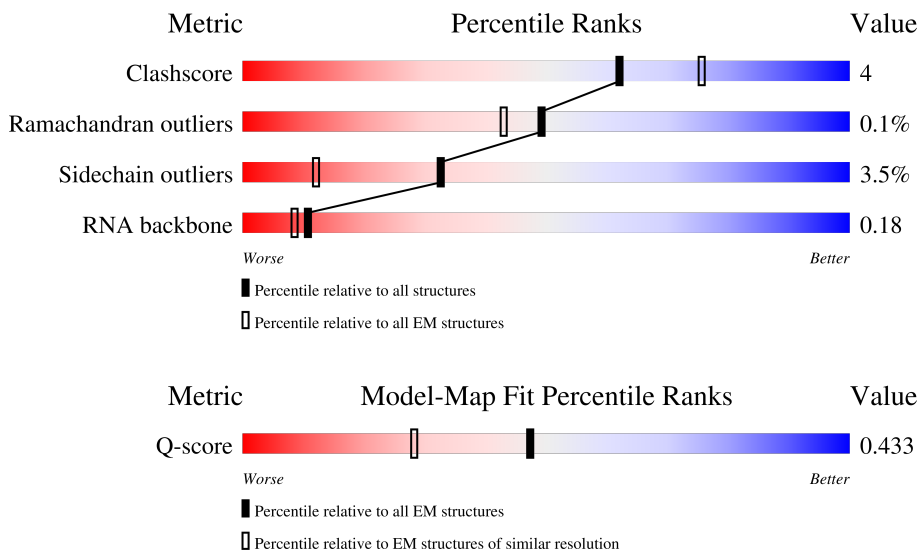 Metric Percentile Ranks Value
Clashscore 4
Ramachandran outliers 0.1%
Sidechain outliers 3.5%
RNA backbone 0.18
Worse Better
Percentile relative to all structures
Percentile relative to all EM structures
Metric Model-Map Fit Percentile Ranks Value
Q-score 0.433
Worse Better
Percentile relative to all EM structures
Percentile relative to EM structures of similar resolution